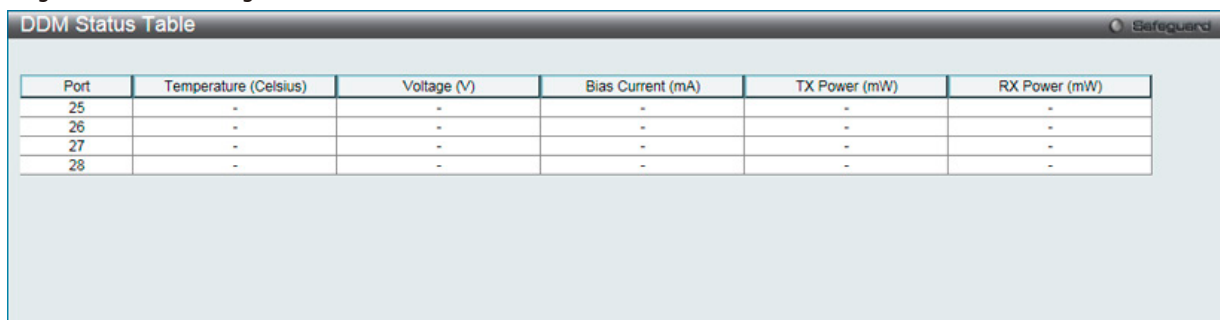 DDM Status Table
Safeguard
Port Temperature (Celsius) Voltage (V) Bias Current (mA) TX Power (mW) RX Power (mW)
25 - - - - -
26 - - - - -
27 - - - - -
28 - - - - -